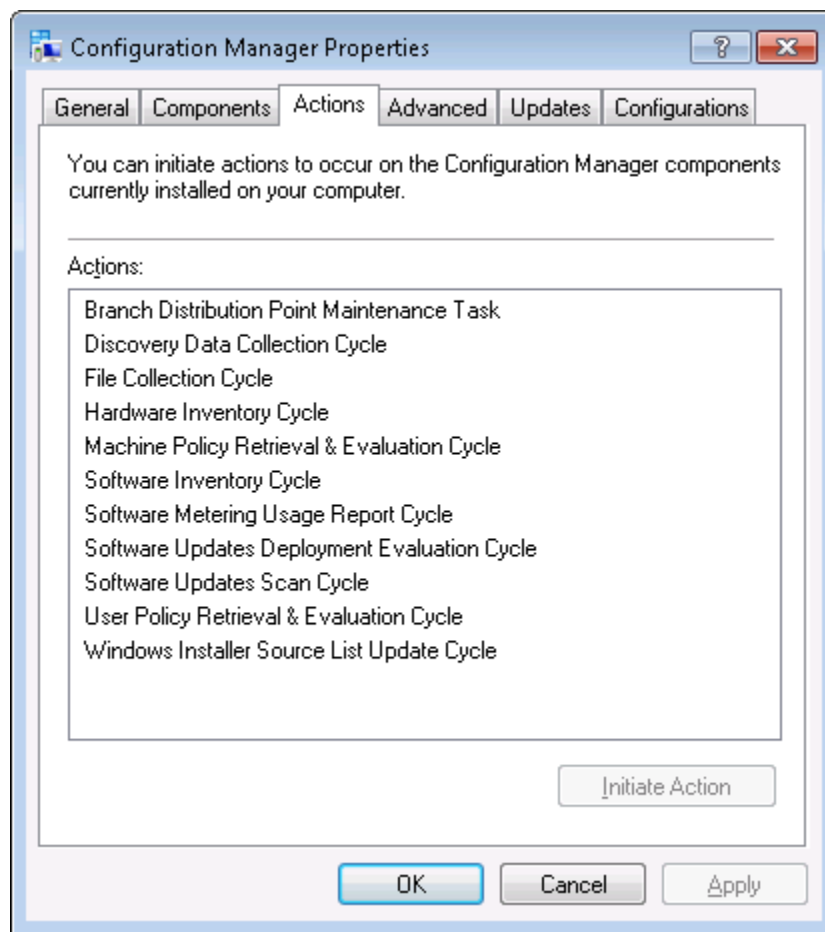 Configuration Manager Properties
General Components Actions Advanced Updates Configurations
You can initiate actions to occur on the Configuration Manager components
currently installed on your computer.
Actions:
Branch Distribution Point Maintenance Task
Discovery Data Collection Cycle
File Collection Cycle
Hardware Inventory Cycle
Machine Policy Retrieval & Evaluation Cycle
Software Inventory Cycle
Software Metering Usage Report Cycle
Software Updates Deployment Evaluation Cycle
Software Updates Scan Cycle
User Policy Retrieval & Evaluation Cycle
Windows Installer Source List Update Cycle
Initiate Action
OK Cancel Apply